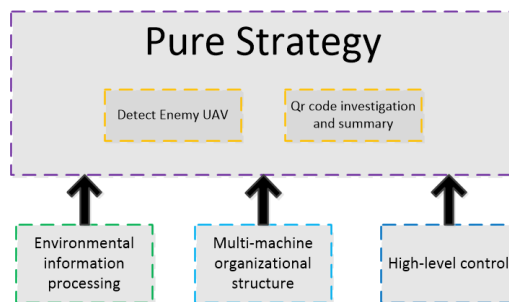 Pure Strategy
Detect Enemy UAV
Qr code investigation
and summary
Environmental
information
processing
Multi-machine
organizational
structure
High-level control